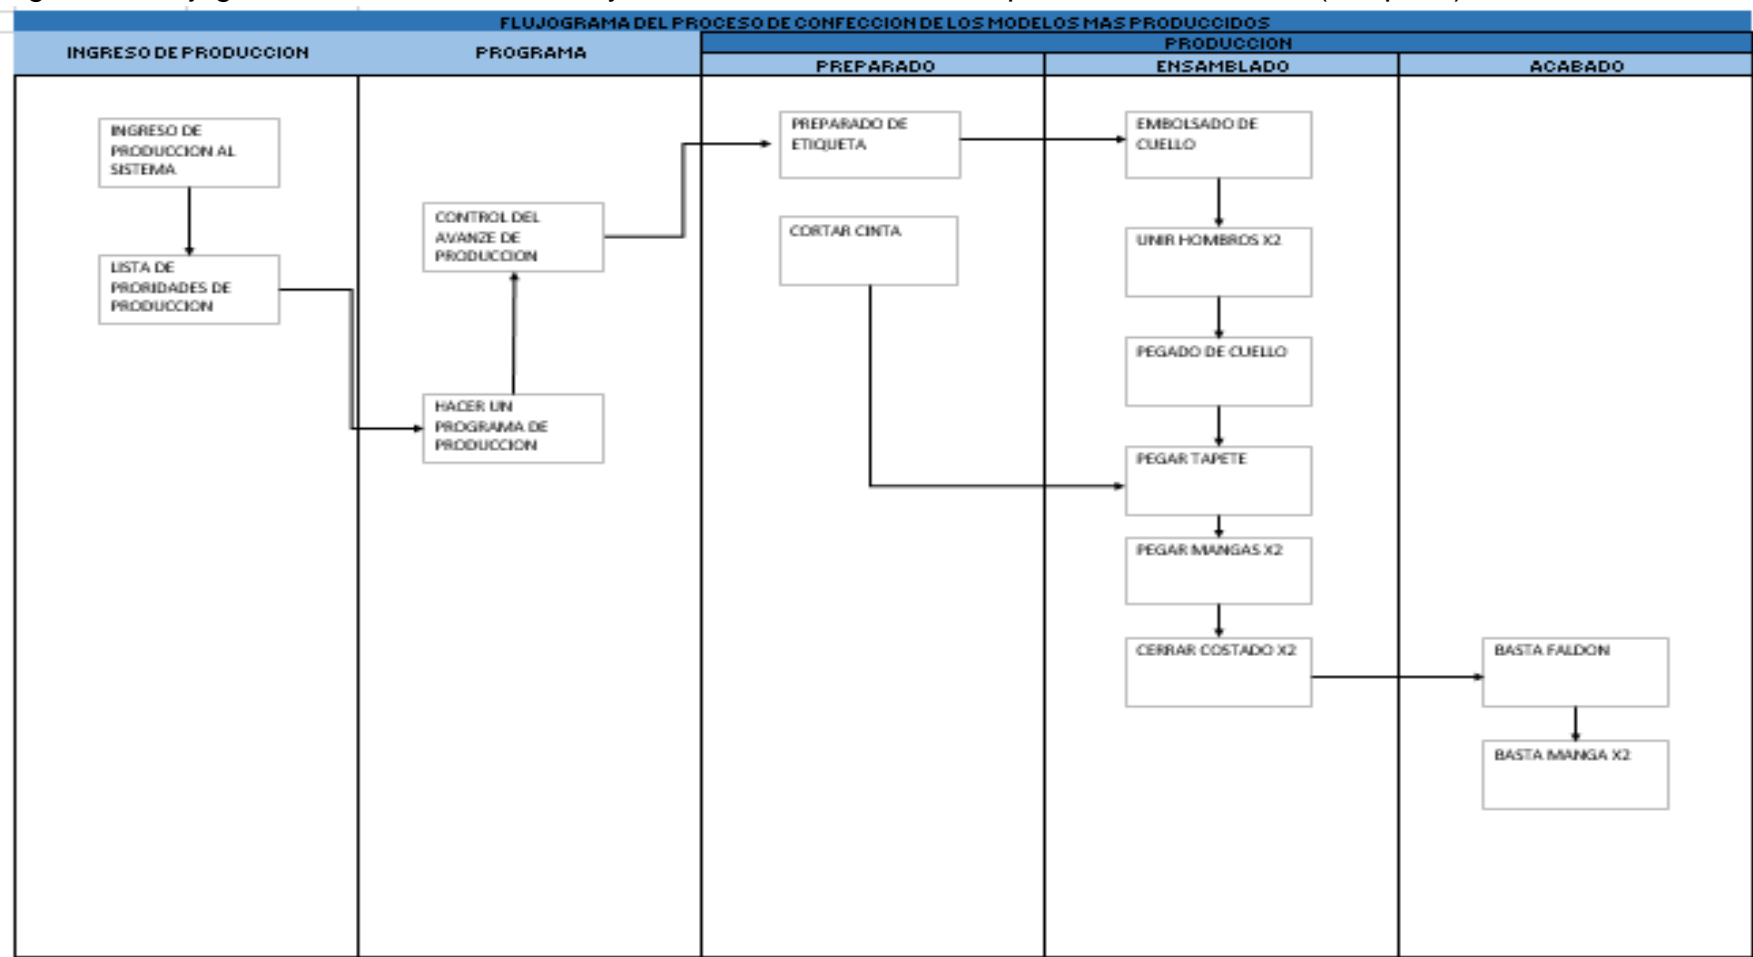 FLUJOGRAMA DEL PROCESO DE CONFECCION DE LOS MODELOS MAS PRODUCCIDOS
INGRESO DE PRODUCCION
PROGRAMA
PRODUCCION
PREPARADO
ENSAMBLADO
ACABADO
INGRESO DE
PRODUCCION AL
SISTEMA
LISTA DE
PRORIDADES DE
PRODUCCION
CONTROL DEL
AVANZE DE
PRODUCCION
HACER UN
PROGRAMA DE
PRODUCCION
PREPARADO DE
ETIQUETA
CORTAR CINTA
EMBOLSADO DE
CUELLO
UNIR HOMBROS X2
PEGADO DE CUELLO
PEGAR TAPETE
PEGAR MANGAS X2
CERRAR COSTADO X2
BASTA FALDON
BASTA MANGA X2